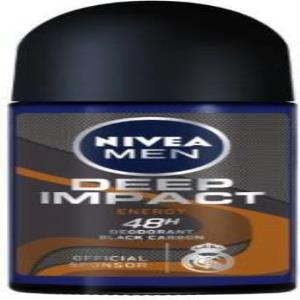 NIVEA
MEN
DEEP
IMPACT
ENERGY
48H
DEODORANT
BLACK CARBON
OFFICIAL
SPONSOR